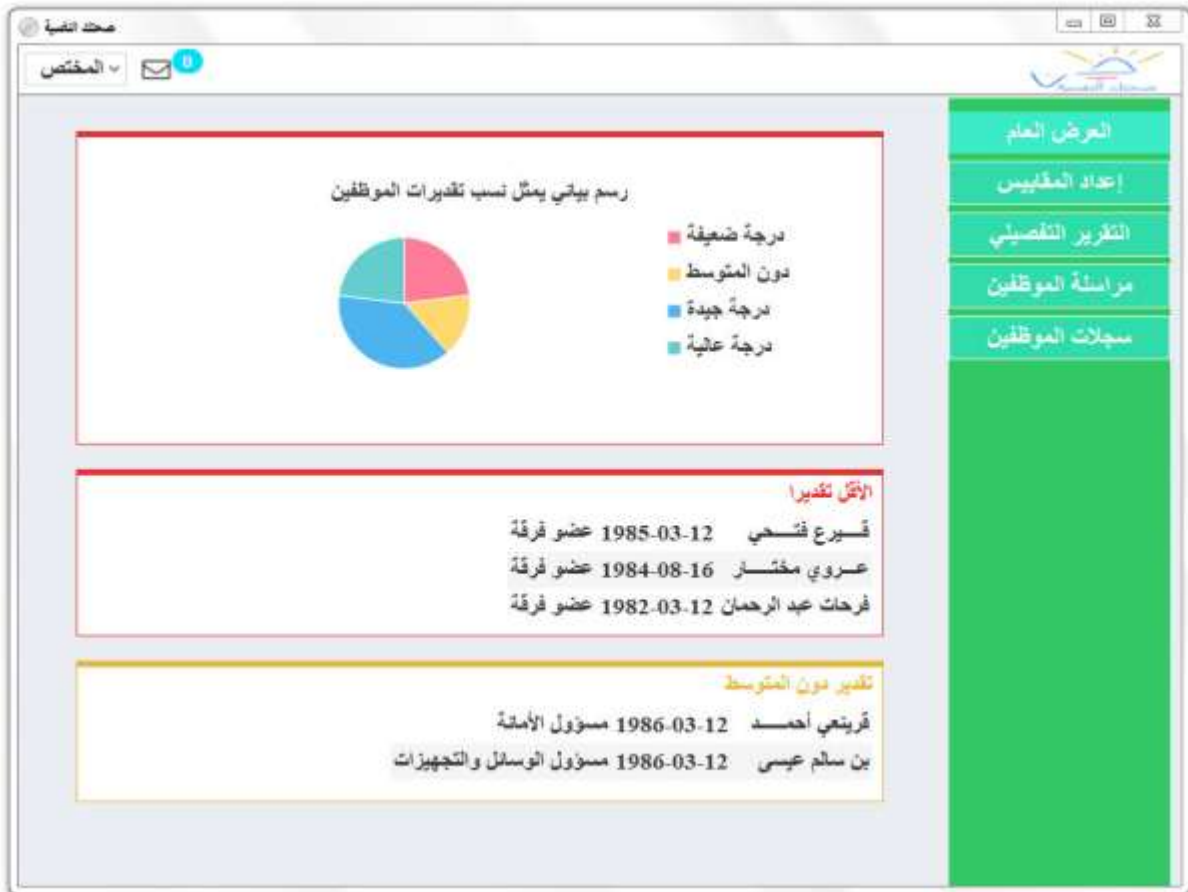 صحتك النفسية
المختص
0
العرض العام
إعداد المقاييس
التقرير التفصيلي
مراسلة الموظفين
سجلات الموظفين
رسم بياني يمثل نسب تقديرات الموظفين
درجة ضعيفة
دون المتوسط
درجة جيدة
درجة عالية
الأقل تقديرا
قـــيرع فتـــحي 12-03-1985 عضو فرقة
عـــروي مختـــار 16-08-1984 عضو فرقة
فرحات عبد الرحمان 12-03-1982 عضو فرقة
تقدير دون المتوسط
قرينعي أحمـــد 12-03-1986 مسؤول الأمانة
بن سالم عيسى 12-03-1986 مسؤول الوسائل والتجهيزات